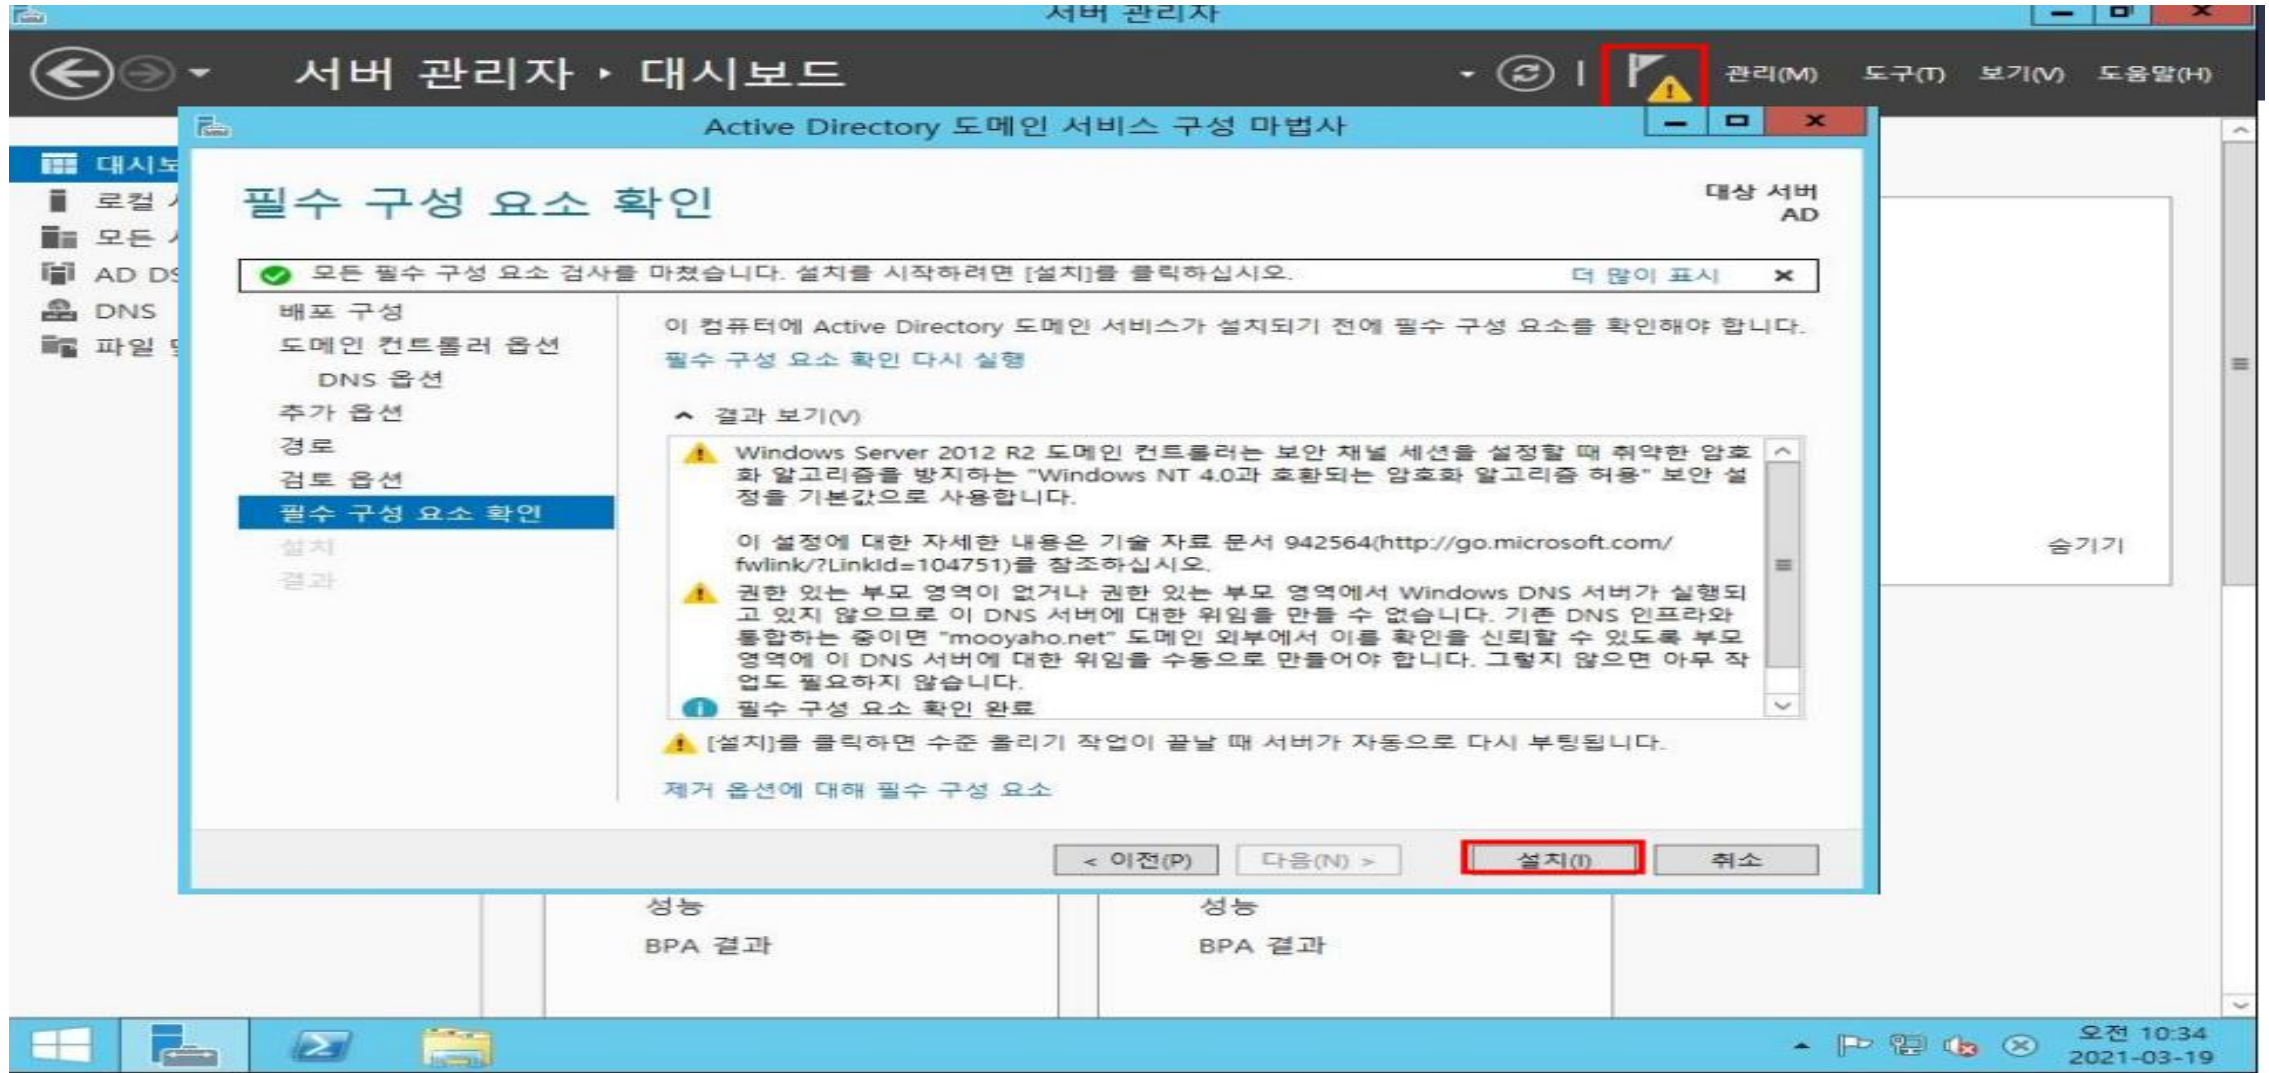 서버 관리자
서버 관리자 ▸ 대시보드
관리(M) 도구(T) 보기(V) 도움말(H)
Active Directory 도메인 서비스 구성 마법사
대시보
로컬
모든
AD DS
DNS
파일 및
필수 구성 요소 확인
대상 서버
AD
모든 필수 구성 요소 검사를 마쳤습니다. 설치를 시작하려면 [설치]를 클릭하십시오.
더 많이 표시
배포 구성
도메인 컨트롤러 옵션
DNS 옵션
추가 옵션
경로
검토 옵션
필수 구성 요소 확인
설치
결과
이 컴퓨터에 Active Directory 도메인 서비스가 설치되기 전에 필수 구성 요소를 확인해야 합니다.
필수 구성 요소 확인 다시 실행
결과 보기(V)
Windows Server 2012 R2 도메인 컨트롤러는 보안 채널 세션을 설정할 때 취약한 암호
화 알고리즘을 방지하는 "Windows NT 4.0과 호환되는 암호화 알고리즘 허용" 보안 설
정을 기본값으로 사용합니다.
이 설정에 대한 자세한 내용은 기술 자료 문서 942564(http://go.microsoft.com/
fwlink/?LinkId=104751)를 참조하십시오.
권한 있는 부모 영역이 없거나 권한 있는 부모 영역에서 Windows DNS 서버가 실행되
고 있지 않으므로 이 DNS 서버에 대한 위임을 만들 수 없습니다. 기존 DNS 인프라와
통합하는 중이면 "mooyaho.net" 도메인 외부에서 이름 확인을 신뢰할 수 있도록 부모
영역에 이 DNS 서버에 대한 위임을 수동으로 만들어야 합니다. 그렇지 않으면 아무 작
업도 필요하지 않습니다.
필수 구성 요소 확인 완료
[설치]를 클릭하면 수준 올리기 작업이 끝날 때 서버가 자동으로 다시 부팅됩니다.
제거 옵션에 대해 필수 구성 요소
숨기기
< 이전(P) 다음(N) > 설치(I) 취소
성능
BPA 결과
성능
BPA 결과
오전 10:34
2021-03-19